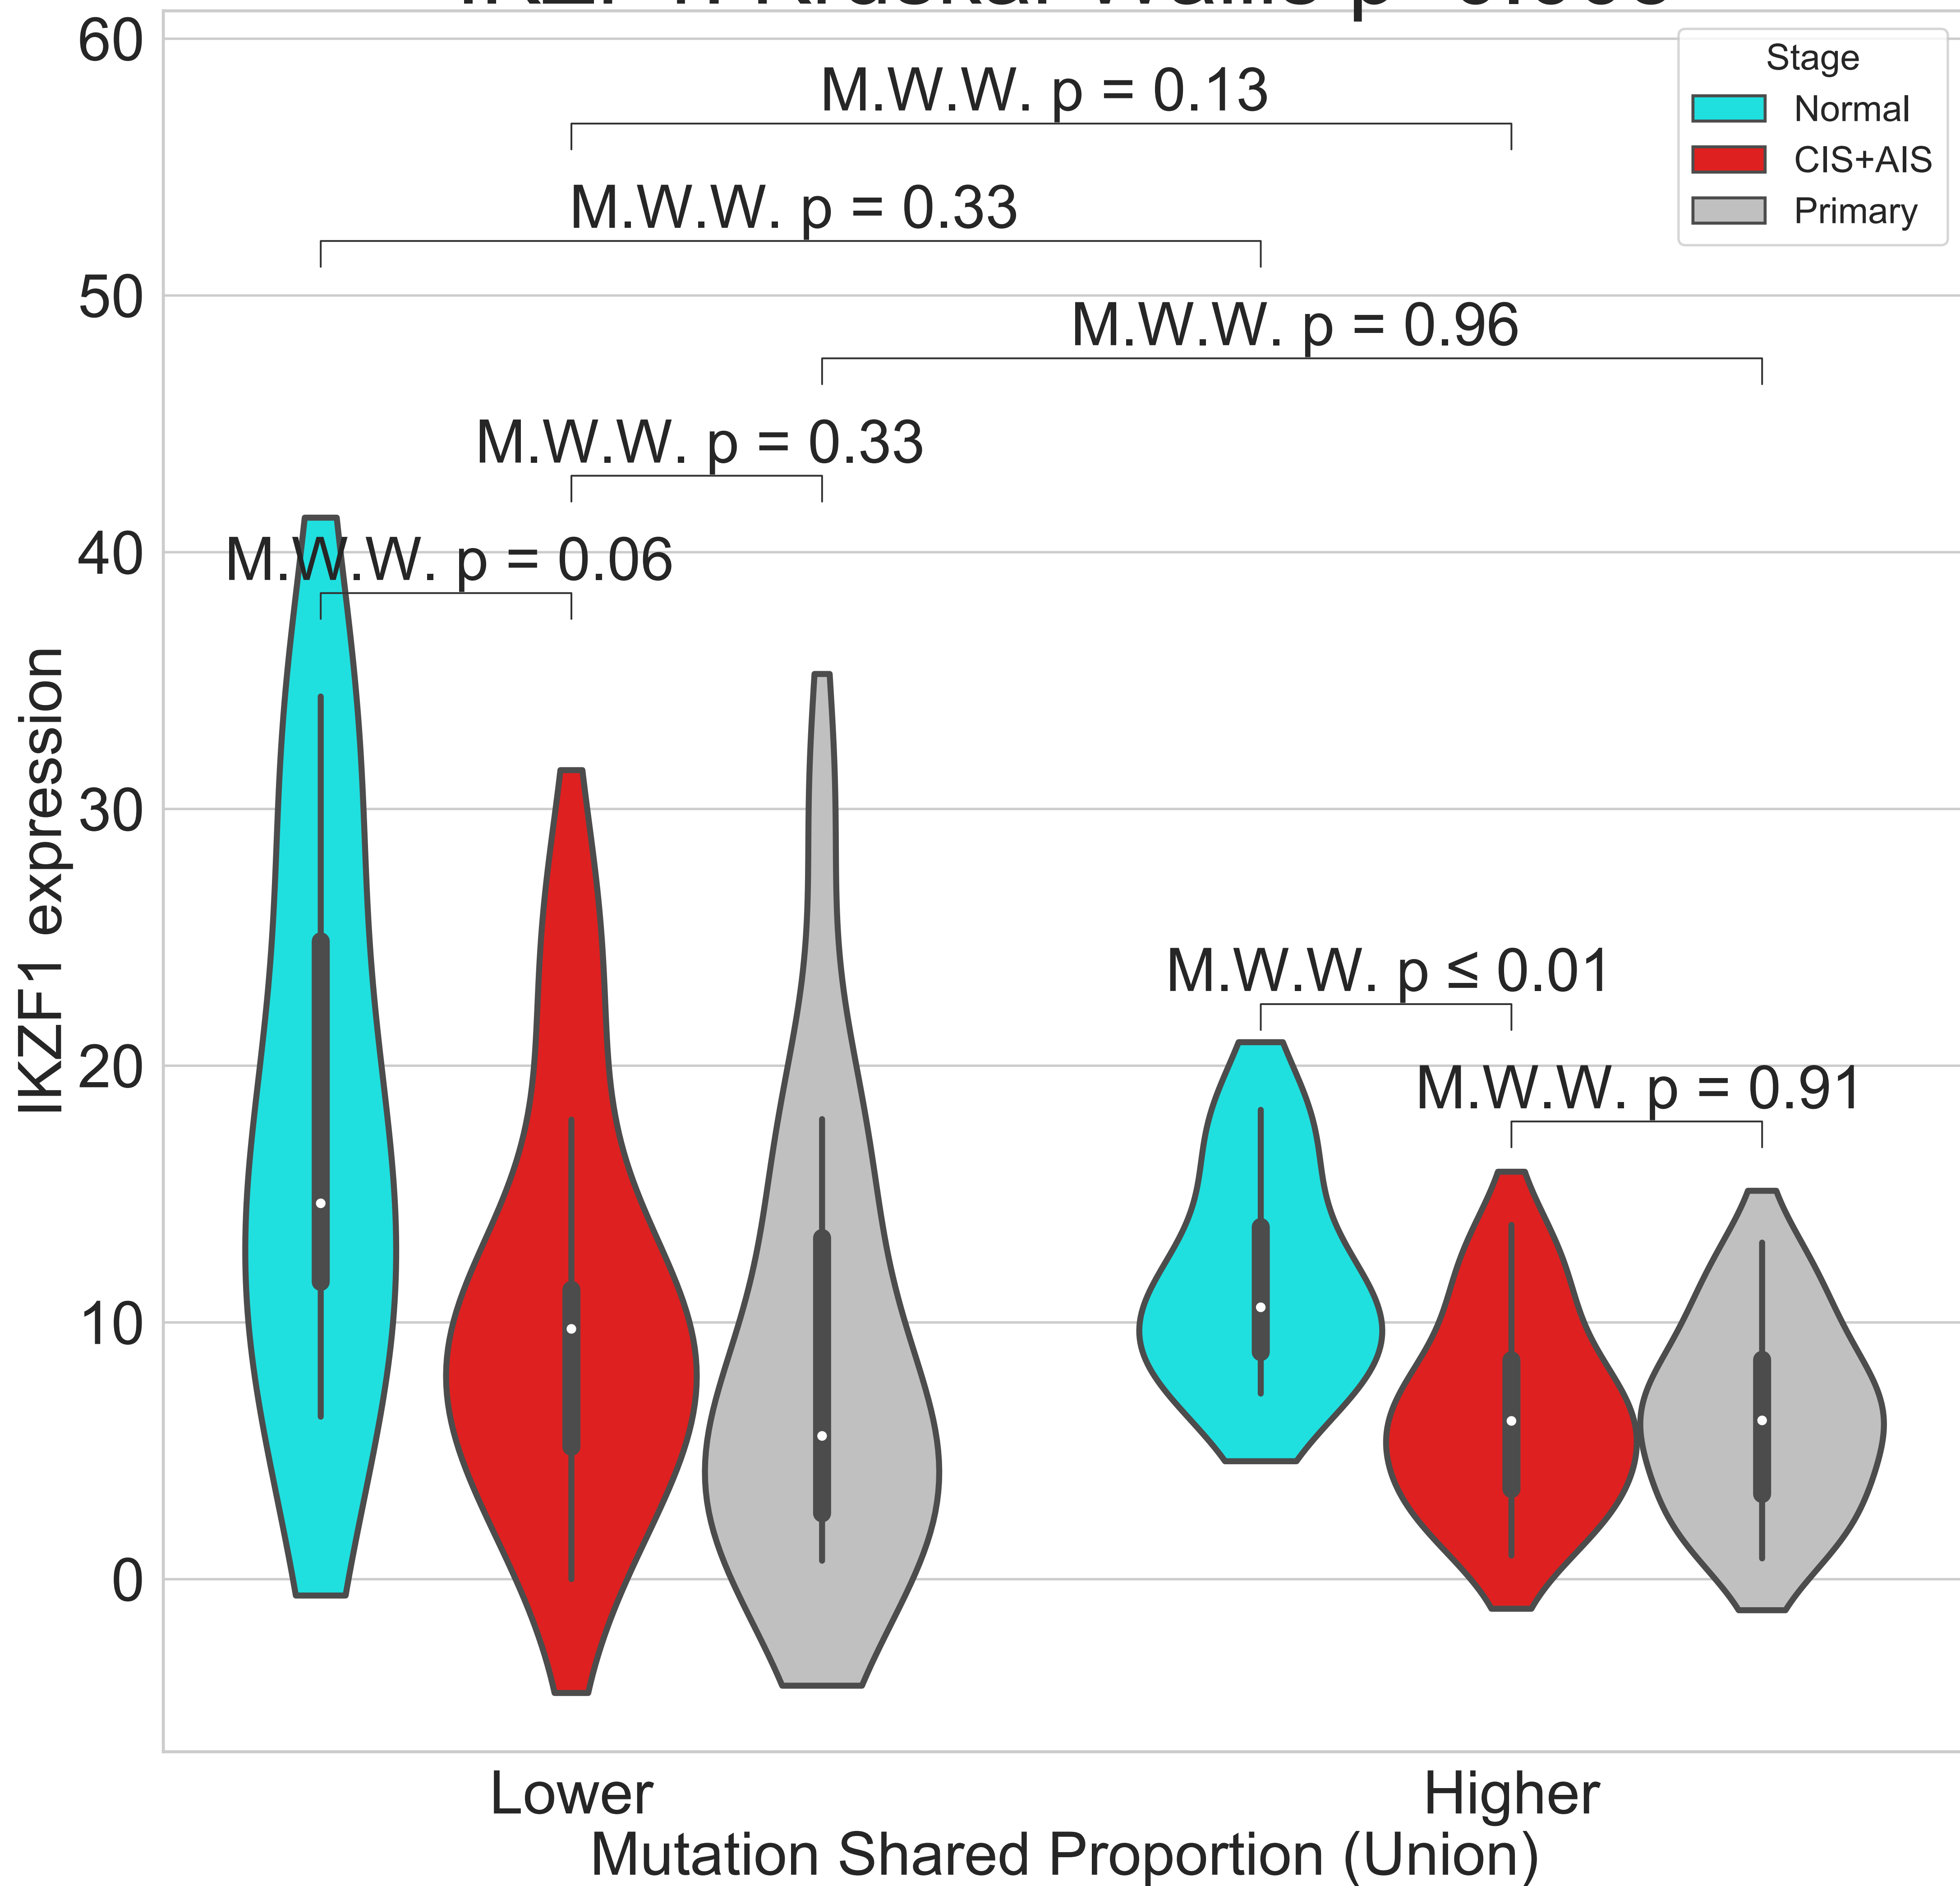 60
Stage
Normal
CIS+AIS
Primary
M.W.W. p = 0.13
M.W.W. p = 0.33
50
M.W.W. p = 0.96
M.W.W. p = 0.33
40
M.W.W. p = 0.06
30
M.W.W. p ≤ 0.01
20
M.W.W. p = 0.91
10
0
IKZF1 expression
Lower
Higher
Mutation Shared Proportion (Union)